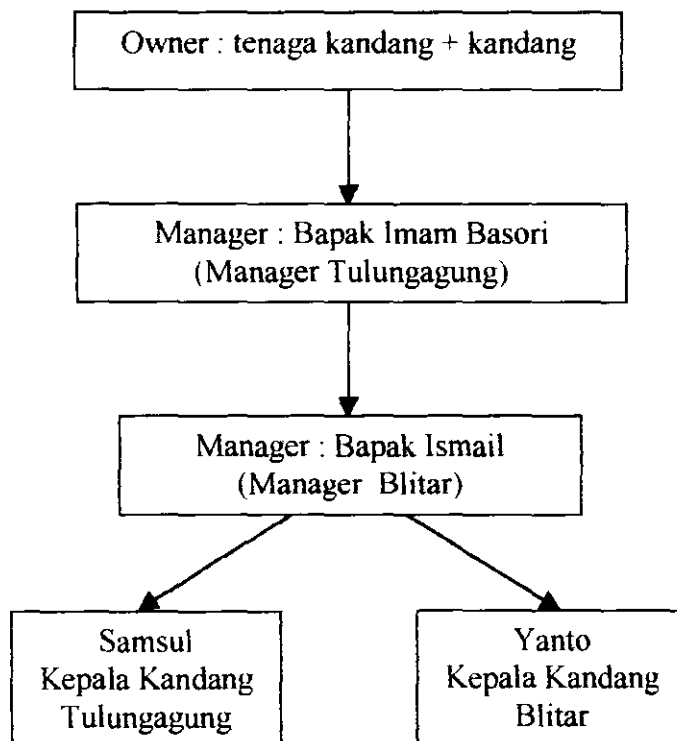 Owner : tenaga kandang + kandang
Manager : Bapak Imam Basori
(Manager Tulungagung)
Manager : Bapak Ismail
(Manager Blitar)
Samsul
Kepala Kandang
Tulungagung
Yanto
Kepala Kandang
Blitar